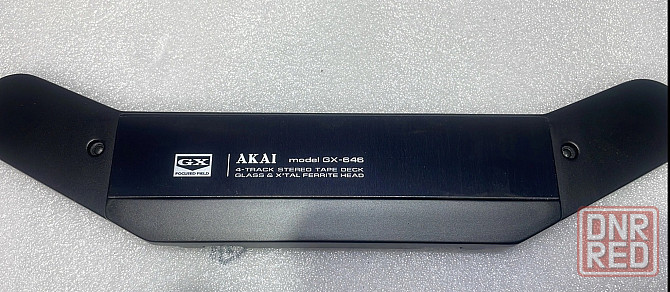 GX
FOCUSED FIELD
AKAI model GX-646
4-TRACK STEREO TAPE DECK
GLASS & X'TAL FERRITE HEAD
DNR
RED